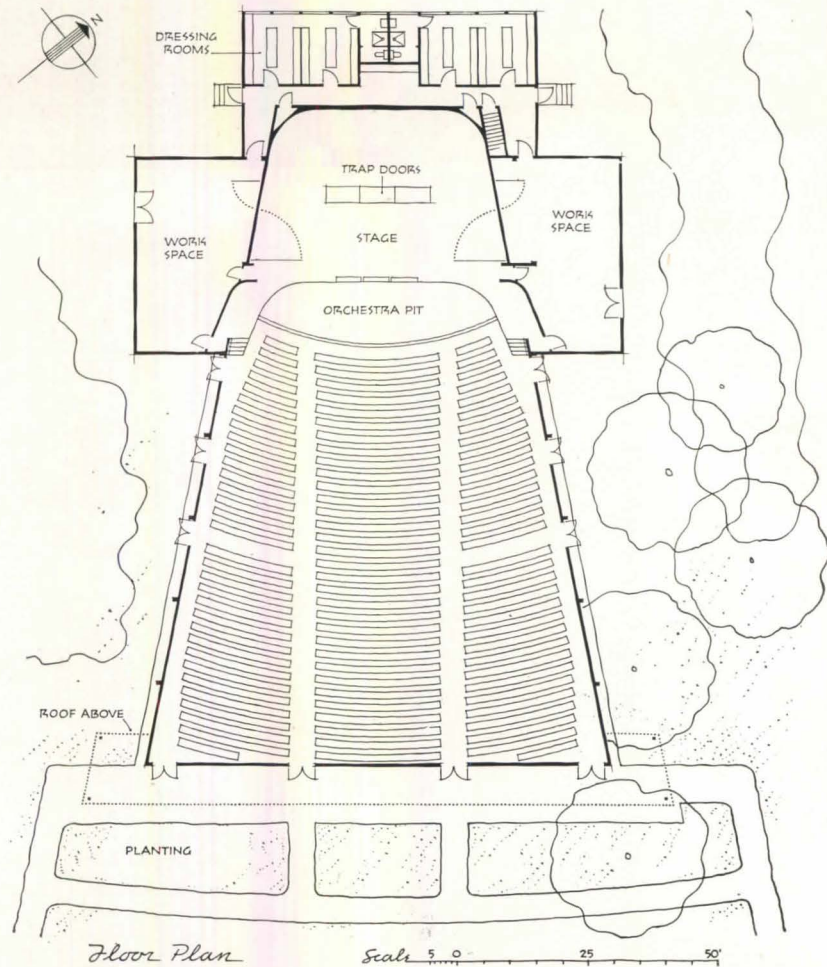 N
DRESSING
ROOMS
TRAP DOORS
WORK
SPACE
WORK
SPACE
STAGE
ORCHESTRA PIT
ROOF ABOVE
PLANTING
Floor Plan
Scale 5 0 25 50'